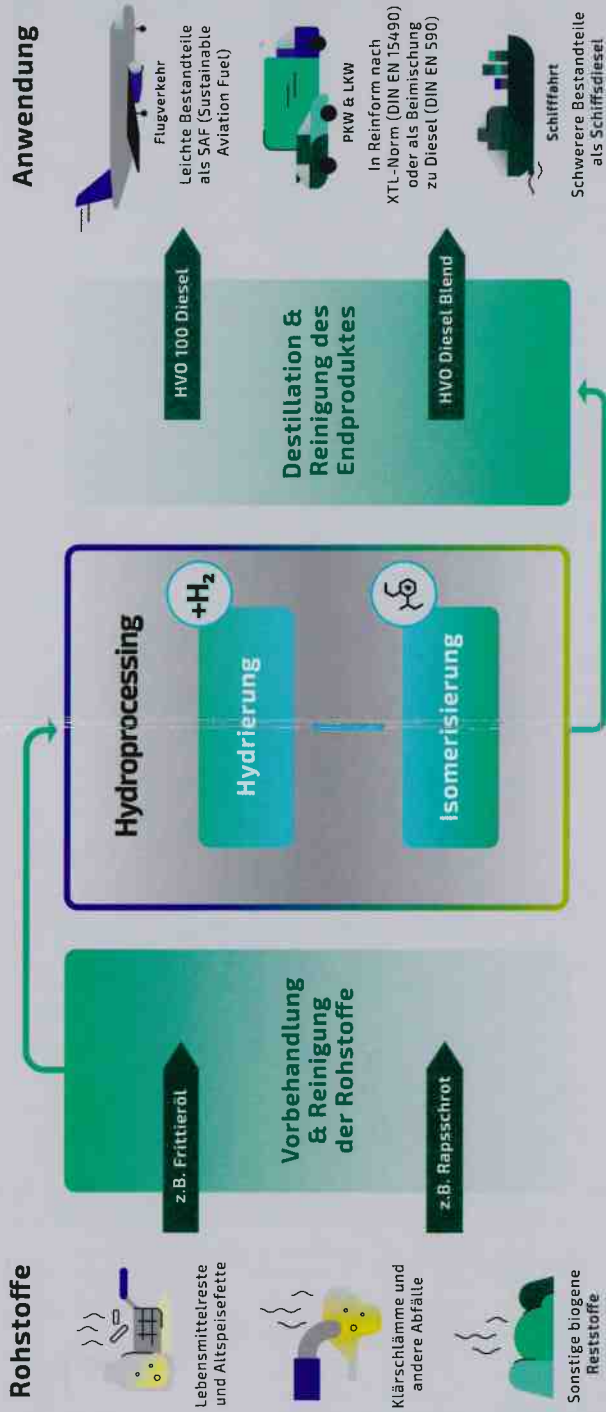 Rohstoffe
Lebensmittelreste
und Altspeisefette
Klärschlämme und
andere Abfälle
Sonstige biogene
Reststoffe
z.B. Frittieröl
Vorbehandlung
& Reinigung
der Rohstoffe
z.B. Rapsschrot
Hydroprocessing
Hydrierung
+H₂
Isomerisierung
HVO 100 Diesel
Destillation &
Reinigung des
Endproduktes
HVO Diesel Blend
Anwendung
Flugverkehr
Leichte Bestandteile
als SAF (Sustainable
Aviation Fuel)
PKW & LKW
In Reinform nach
XTL-Norm (DIN EN 15490)
oder als Beimischung
zu Diesel (DIN EN 590)
Schifffahrt
Schwerere Bestandteile
als Schiffsdiesel